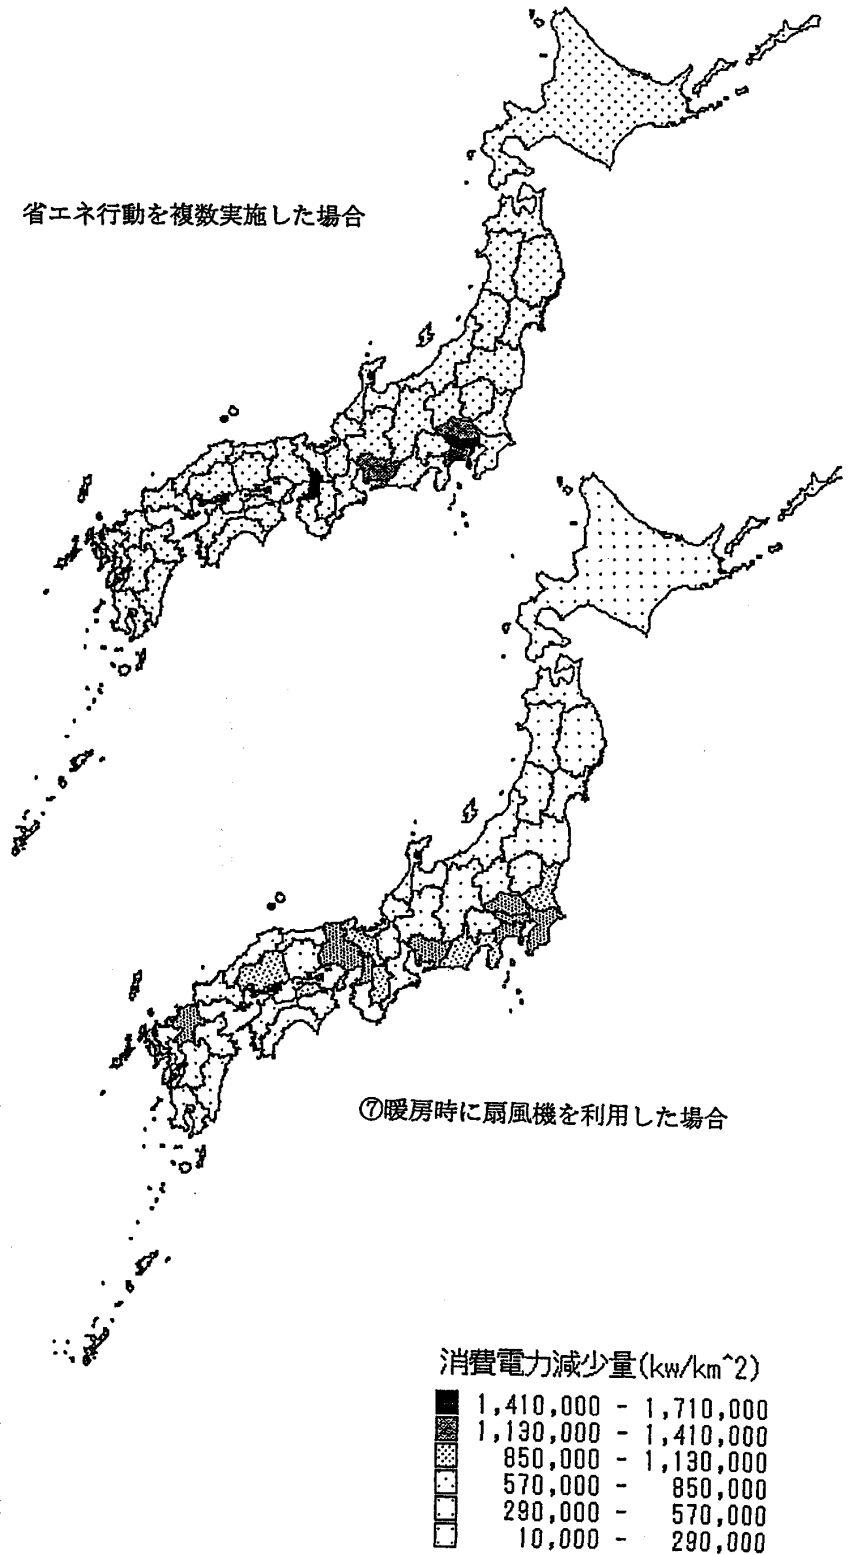 省エネ行動を複数実施した場合
⑦暖房時に扇風機を利用した場合
消費電力減少量(kw/km^2)
1,410,000 - 1,710,000
1,130,000 - 1,410,000
850,000 - 1,130,000
570,000 - 850,000
290,000 - 570,000
10,000 - 290,000